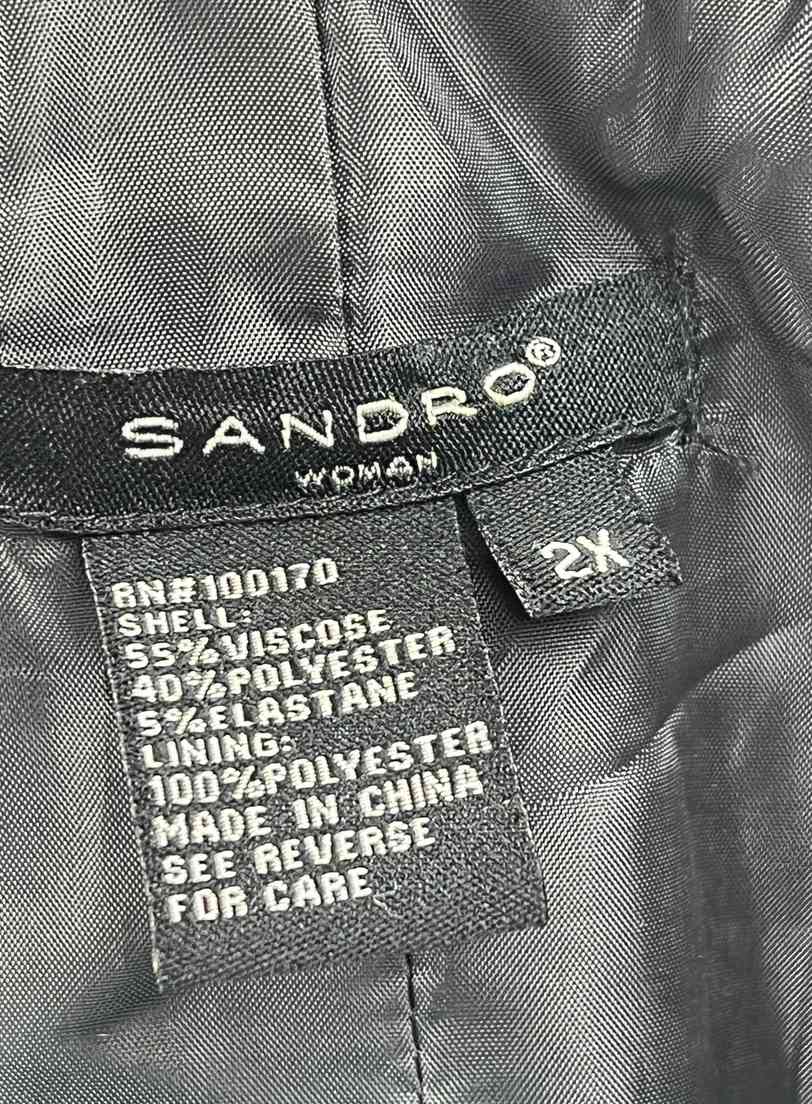 SANDRO®
WOMAN
2X
RN#100170
SHELL:
55%VISCOSE
40%POLYESTER
5%ELASTANE
LINING:
100%POLYESTER
MADE IN CHINA
SEE REVERSE
FOR CARE